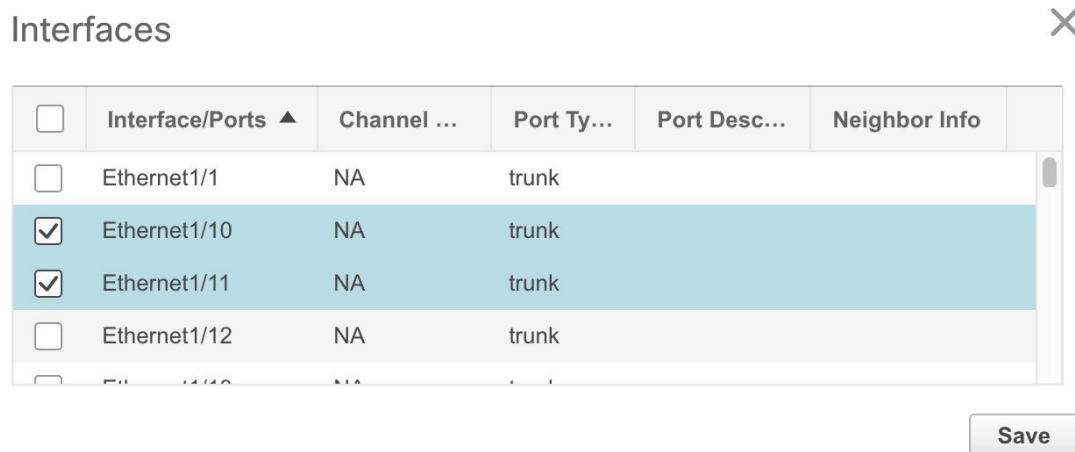 Interfaces
Interface/Ports ▲ Channel ... Port Ty... Port Desc... Neighbor Info
Ethernet1/1 NA trunk
Ethernet1/10 NA trunk
Ethernet1/11 NA trunk
Ethernet1/12 NA trunk
Save